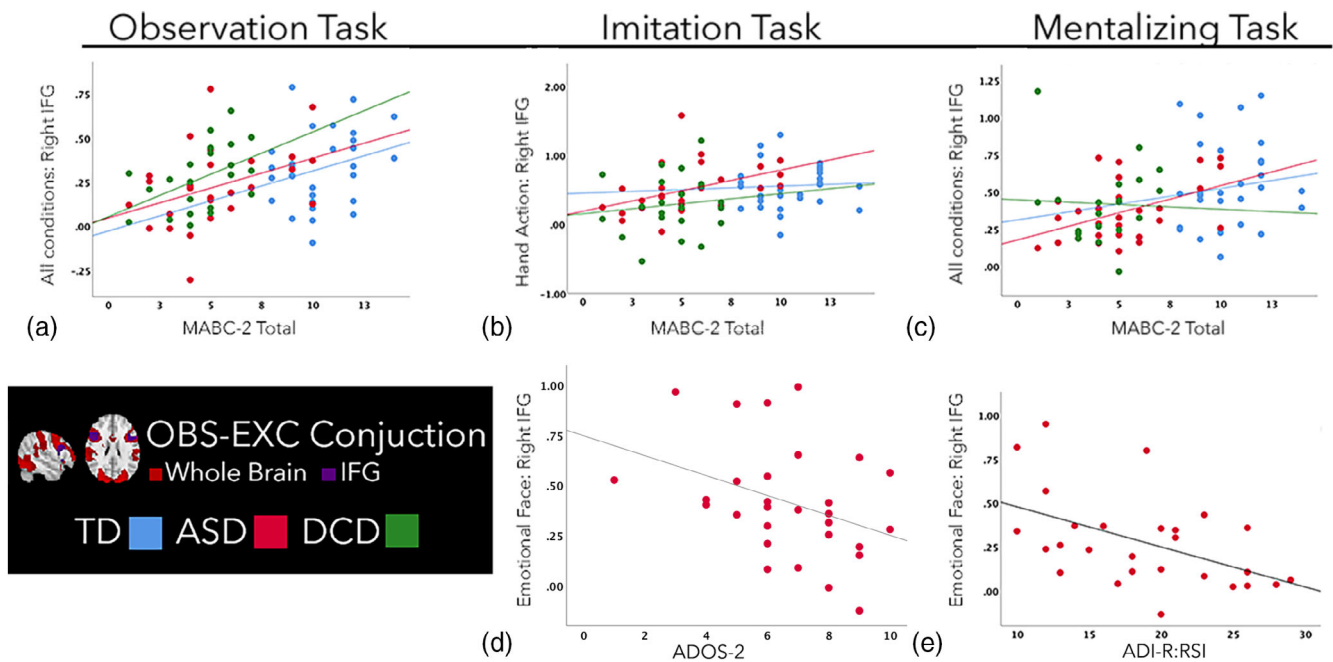 Observation Task
Imitation Task
Mentalizing Task
All conditions: Right IFG
.75
.50
.25
.00
-.25
0 3 5 8 10 13
MABC-2 Total
(a)
Hand Action: Right IFG
2.00
1.00
.00
-1.00
0 3 5 8 10 13
MABC-2 Total
(b)
All conditions: Right IFG
1.25
1.00
.75
.50
.25
.00
0 3 5 8 10 13
MABC-2 Total
(c)
OBS-EXC Conjuction
Whole Brain IFG
TD ASD DCD
Emotional Face: Right IFG
1.00
.75
.50
.25
.00
0 2 4 6 8 10
ADOS-2
(d)
Emotional Face: Right IFG
1.00
.75
.50
.25
.00
10 15 20 25 30
ADI-R:RSI
(e)